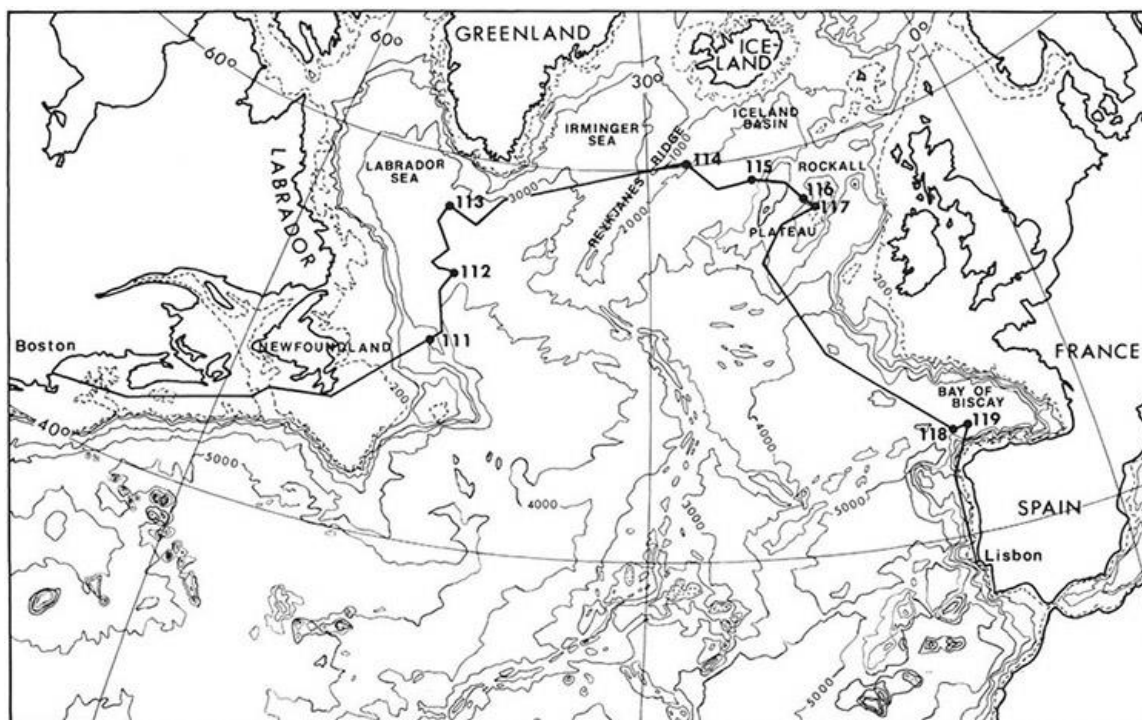 60°
60°
GREENLAND
30°
ICE-
LAND
0°
IRMINGER
SEA
ICELAND
BASIN
LABRADOR
SEA
LABRADOR
3000
REYKJANES RIDGE
1000
2000
114
115
ROCKALL
116
117
PLATEAU
113
112
200
Boston
NEWFOUNDLAND
111
200
FRANCE
BAY OF
BISCAY
118
119
40°
5000
4000
4000
3000
5000
SPAIN
Lisbon
5000